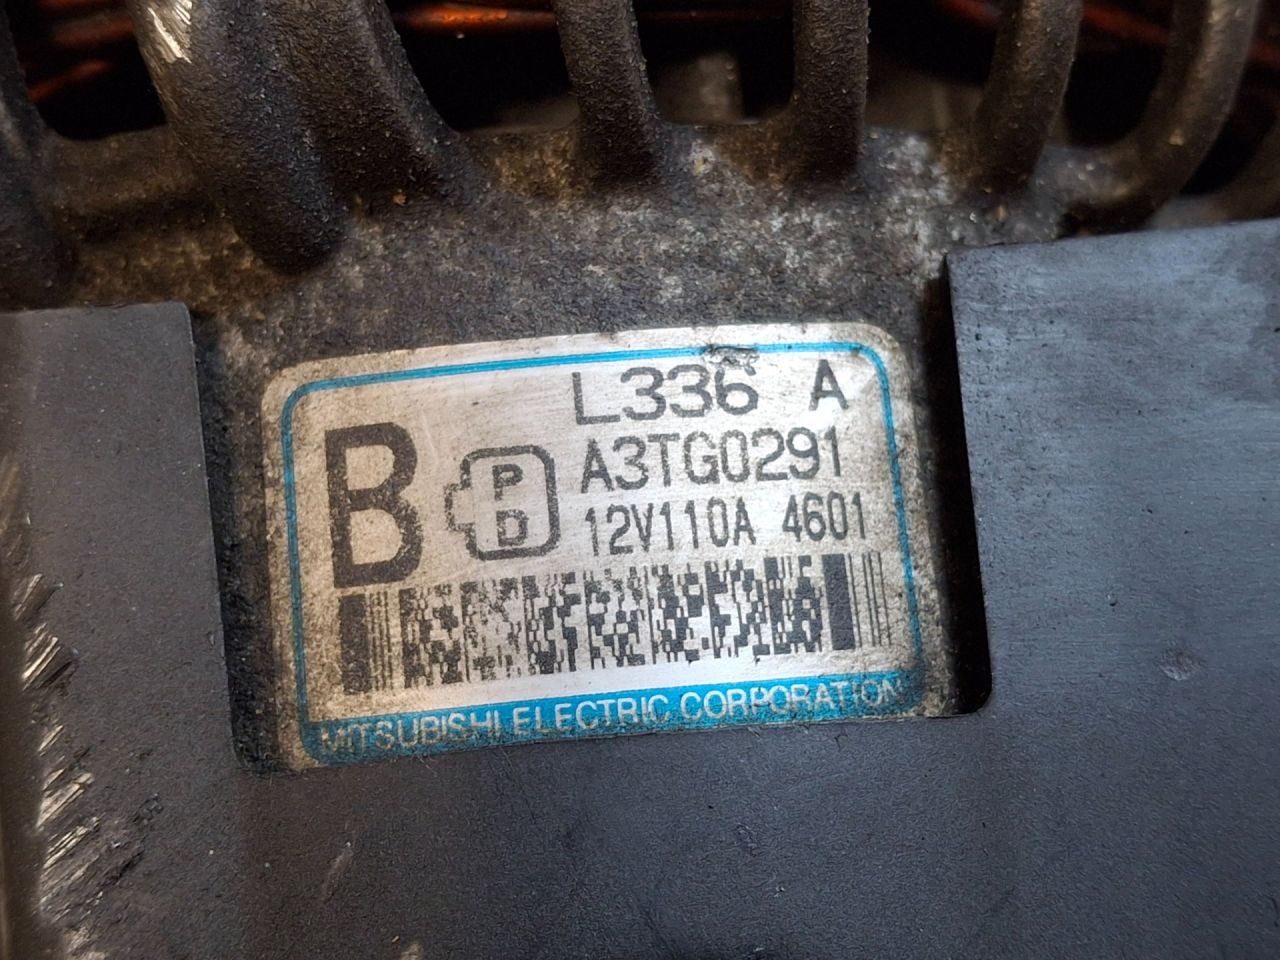 L336 A
B
P
D
A3TG0291
12V110A 4601
MITSUBISHI ELECTRIC CORPORATION